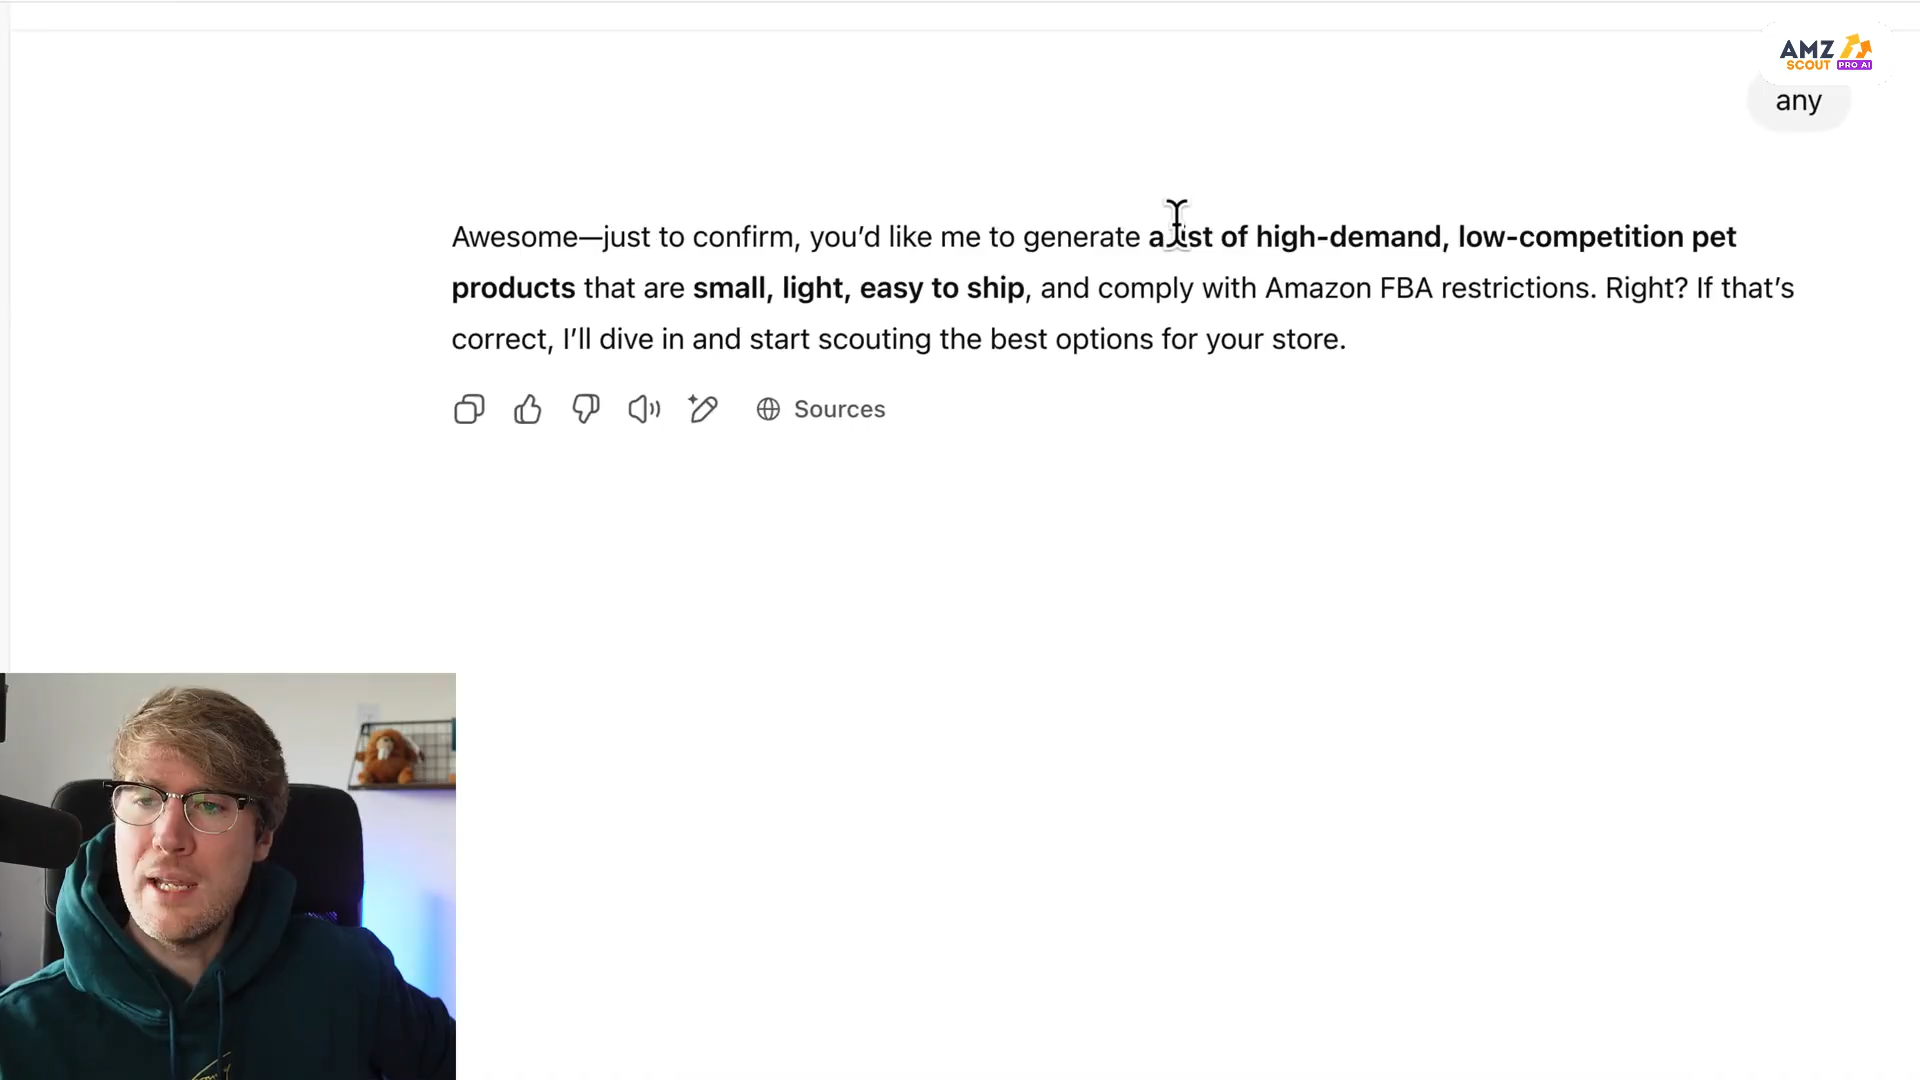 AMZ
SCOUT PRO AI
any
Awesome—just to confirm, you’d like me to generate a list of high-demand, low-competition pet
products that are small, light, easy to ship, and comply with Amazon FBA restrictions. Right? If that’s
correct, I’ll dive in and start scouting the best options for your store.
Sources